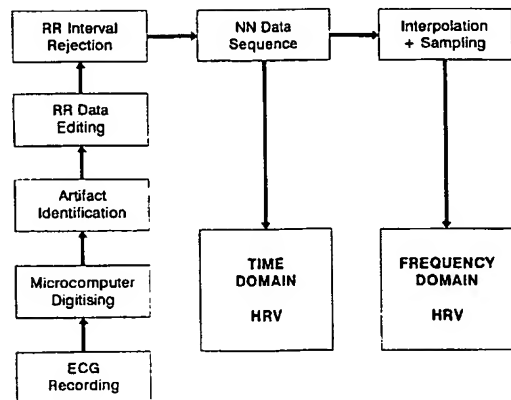 RR Interval
Rejection
NN Data
Sequence
Interpolation
+ Sampling
RR Data
Editing
Artifact
Identification
Microcomputer
Digitising
ECG
Recording
TIME
DOMAIN
HRV
FREQUENCY
DOMAIN
HRV